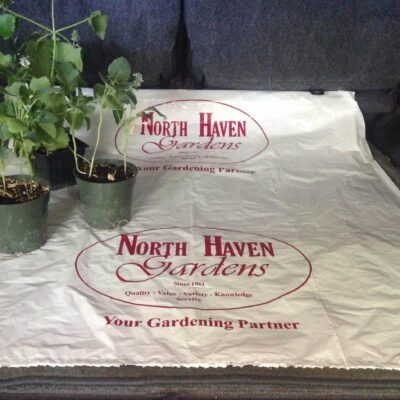 North Haven
Gardens
Your Gardening Partner
North Haven
Gardens
Since 1951
Quality - Value - Variety - Knowledge
Service
Your Gardening Partner